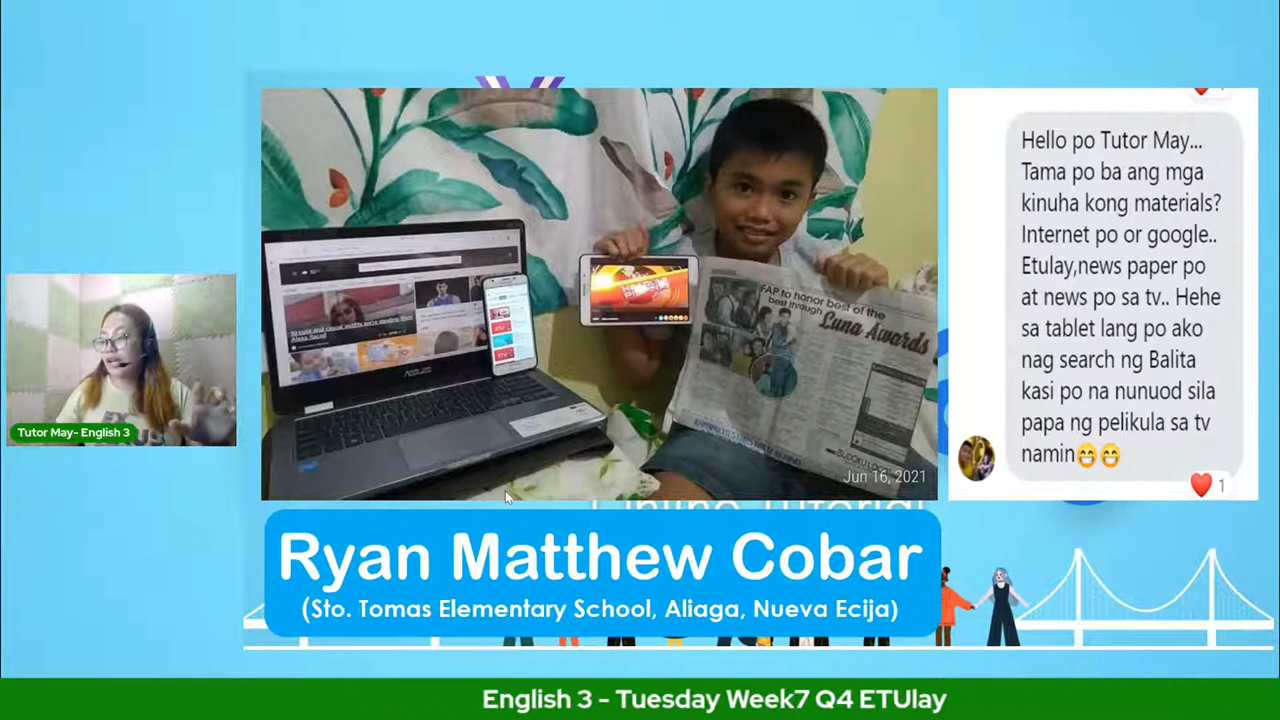 Hello po Tutor May...
Tama po ba ang mga
kinuha kong materials?
Internet po or google..
Etulay,news paper po
at news po sa tv.. Hehe
sa tablet lang po ako
nag search ng Balita
kasi po na nunuod sila
papa ng pelikula sa tv
namin😁😁
1
FAP to honor best of the
best through
Luna Awards
SUDOKU
Jun 16, 2021
Tutor May- English 3
Online Tutorial
Ryan Matthew Cobar
(Sto. Tomas Elementary School, Aliaga, Nueva Ecija)
English 3 - Tuesday Week7 Q4 ETUlay